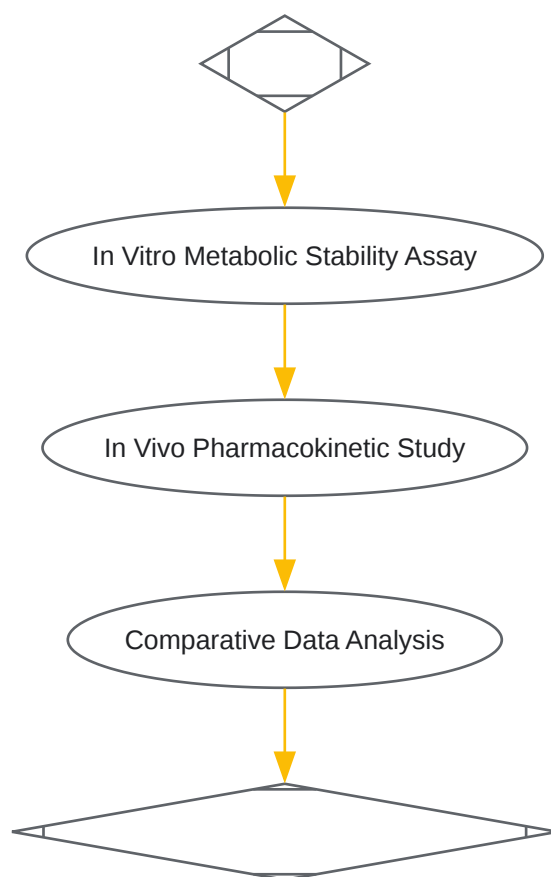 In Vitro Metabolic Stability Assay
In Vivo Pharmacokinetic Study
Comparative Data Analysis